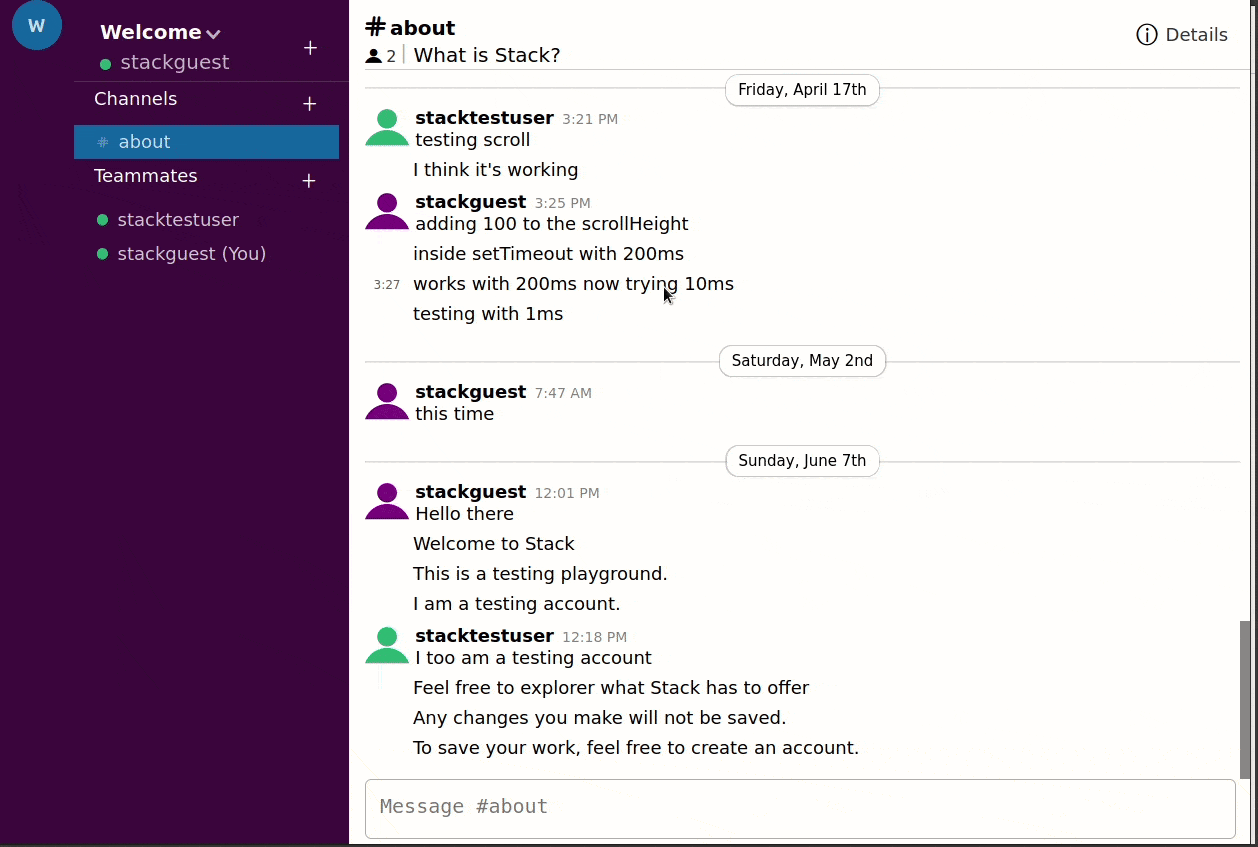 W
Welcome
stackguest
+
Channels
+
# about
Teammates
+
stacktestuser
stackguest (You)
# about
2 | What is Stack?
Details
Friday, April 17th
stacktestuser 3:21 PM
testing scroll
I think it's working
stackguest 3:25 PM
adding 100 to the scrollHeight
inside setTimeout with 200ms
3:27 works with 200ms now trying 10ms
testing with 1ms
Saturday, May 2nd
stackguest 7:47 AM
this time
Sunday, June 7th
stackguest 12:01 PM
Hello there
Welcome to Stack
This is a testing playground.
I am a testing account.
stacktestuser 12:18 PM
I too am a testing account
Feel free to explorer what Stack has to offer
Any changes you make will not be saved.
To save your work, feel free to create an account.
Message #about